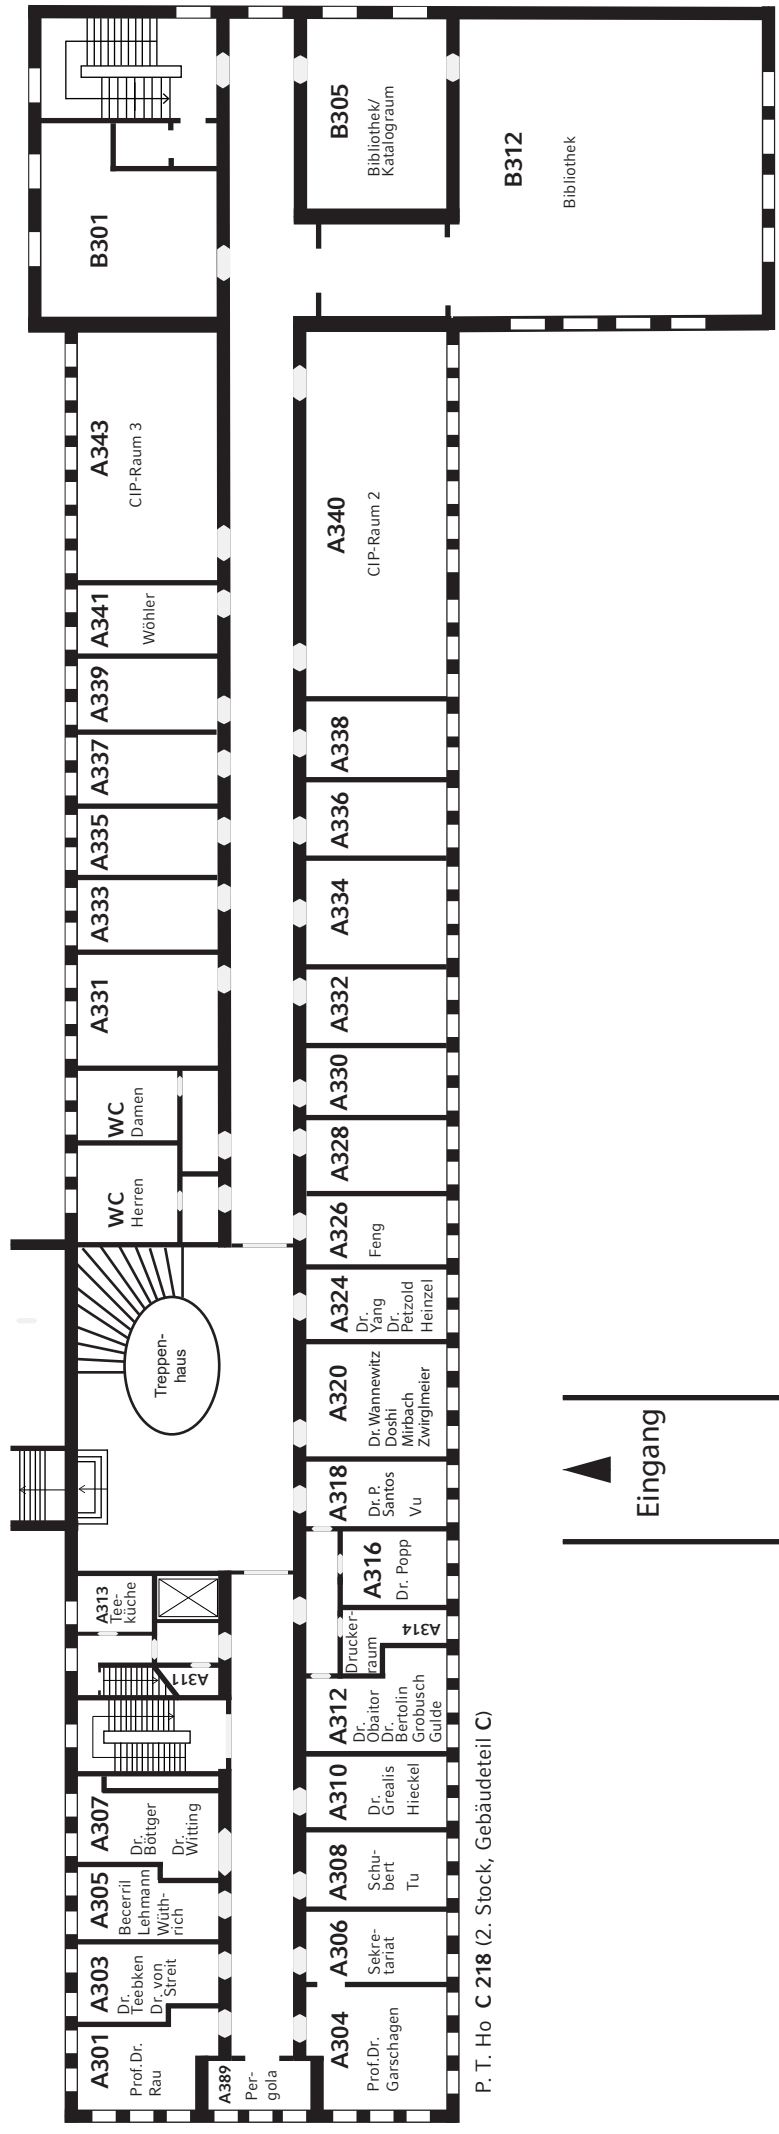 B301
B305
Bibliothek/
Katalograum
B312
Bibliothek
A343
CIP-Raum 3
A340
CIP-Raum 2
A341
Wöhler
A339
A337
A335
A333
A331
WC
Damen
WC
Herren
A338
A336
A334
A332
A330
A328
A326
Feng
A324
Dr.
Yang
Dr.
Petzold
Heinzel
A320
Dr. Wannewitz
Doshi
Mirbach
Zwirglmeier
A318
Dr. P.
Santos
Vu
A316
Dr. Popp
A314
Drucker-
raum
A312
Dr.
Obaitor
Dr.
Bertolin
Grobusch
Gulde
A310
Dr.
Grealis
Hieckel
A308
Schu-
bert
Tu
A306
Sekre-
tariat
A304
Prof.Dr.
Garschagen
Treppen-
haus
A313
Tee-
küche
A311
A307
Dr.
Böttger
Dr.
Witting
A305
Becerril
Lehmann
Wüth-
rich
A303
Dr.
Teebken
Dr. von
Streit
A301
Prof.Dr.
Rau
A389
Per-
gola
Eingang
P. T. Ho C 218 (2. Stock, Gebäudeteil C)